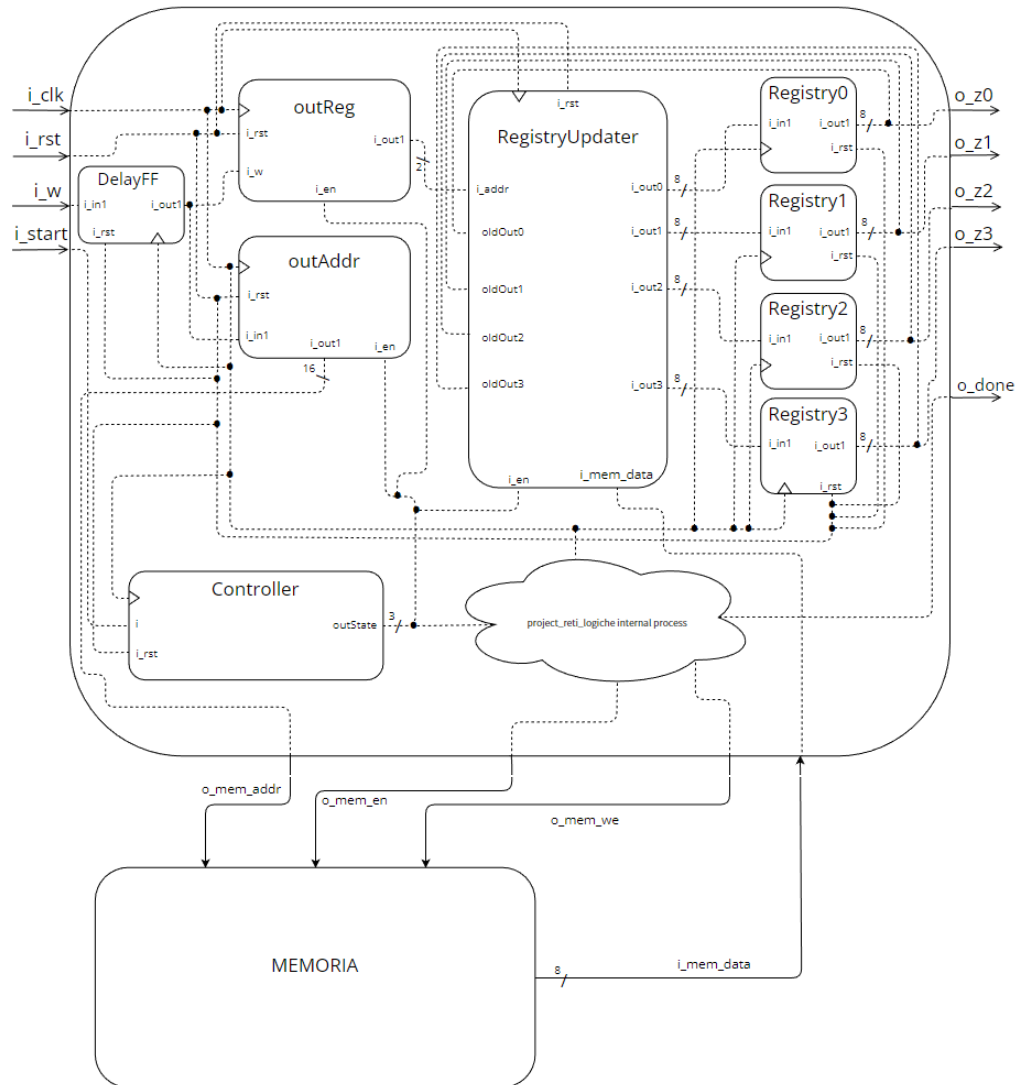 i_clk
i_rst
i_w
i_start
DelayFF
i_in1
i_out1
i_rst
outReg
i_rst
i_w
i_en
i_out1
2
outAddr
i_rst
i_in1
i_out1
i_en
16
i_rst
RegistryUpdater
i_addr
oldOut0
oldOut1
oldOut2
oldOut3
i_out0
8
i_out1
8
i_out2
8
i_out3
8
i_en
i_mem_data
Registry0
i_in1
i_out1
8
i_rst
Registry1
i_in1
i_out1
8
i_rst
Registry2
i_in1
i_out1
8
i_rst
Registry3
i_in1
i_out1
8
i_rst
o_z0
o_z1
o_z2
o_z3
o_done
Controller
i
i_rst
outState
3
project_reti_logiche internal process
o_mem_addr
o_mem_en
o_mem_we
MEMORIA
8
i_mem_data